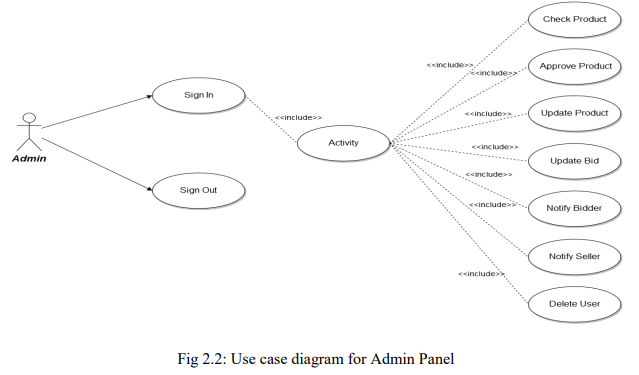 Check Product
<<include>>
Approve Product
<<include>>
Sign In
<<include>>
Update Product
<<include>>
Admin
Activity
<<include>>
Update Bid
<<include>>
Sign Out
<<include>>
Notify Bidder
Notify Seller
<<include>>
Delete User
Fig 2.2: Use case diagram for Admin Panel